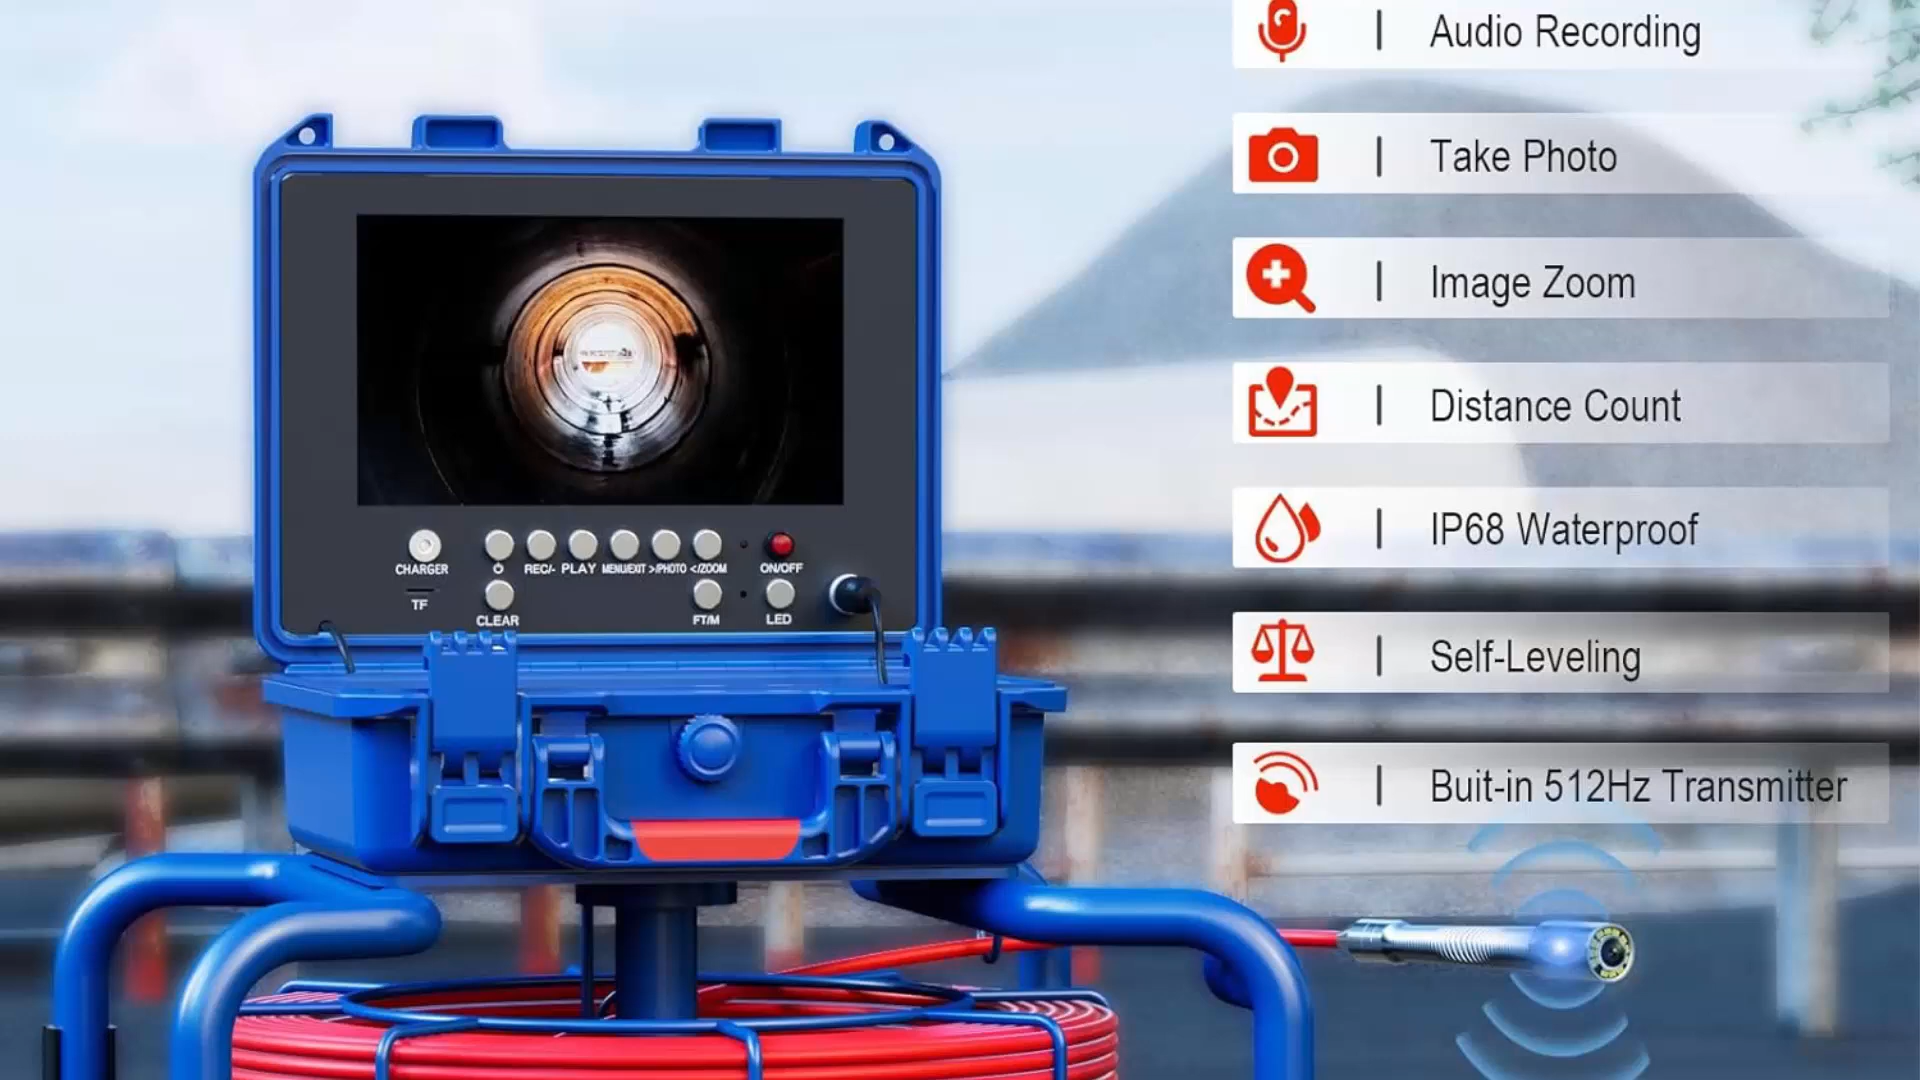 Audio Recording
Take Photo
Image Zoom
Distance Count
IP68 Waterproof
Self-Leveling
Buit-in 512Hz Transmitter
CHARGER
REC/- PLAY MENU/EXIT >/PHOTO </ZOOM
ON/OFF
TF
CLEAR
FT/M
LED